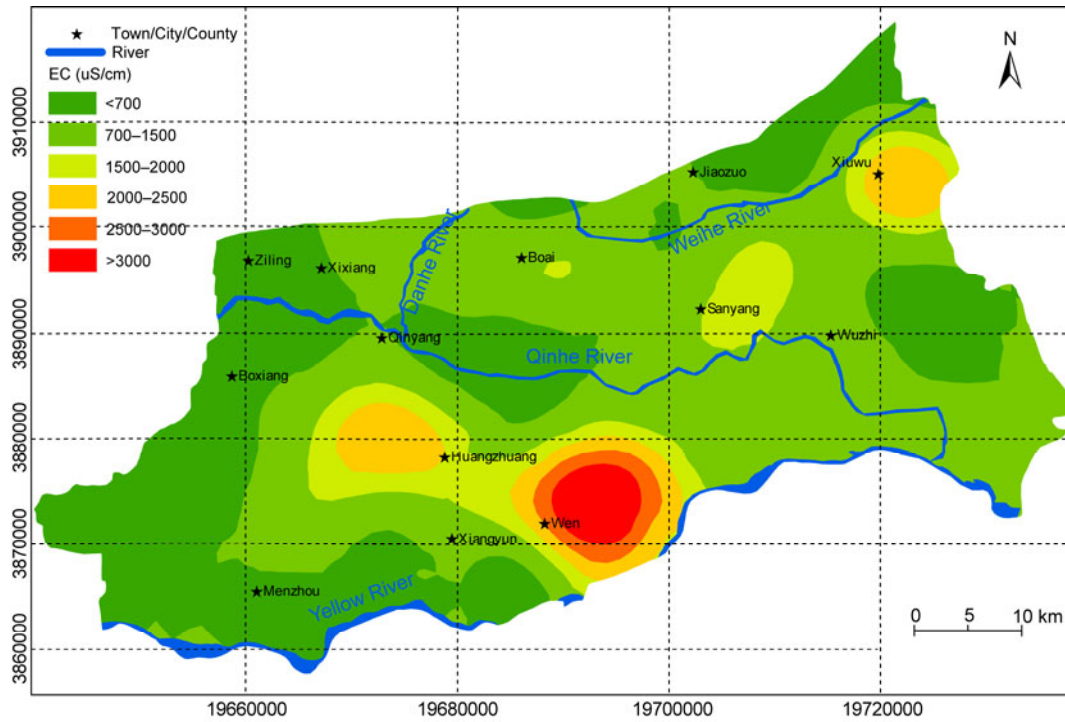 Town/City/County
River
EC (uS/cm)
<700
700–1500
1500–2000
2000–2500
2500–3000
>3000
N
Xiuwu
Jiaozuo
Weihe River
Danhe River
Boai
Ziling
Xixiang
Sanyang
Wuzhi
Qinyang
Qinhe River
Boxiang
Huangzhuang
Wen
Xiangyun
Menzhou
Yellow River
0 5 10 km
3910000
3900000
3890000
3880000
3870000
3860000
19660000 19680000 19700000 19720000